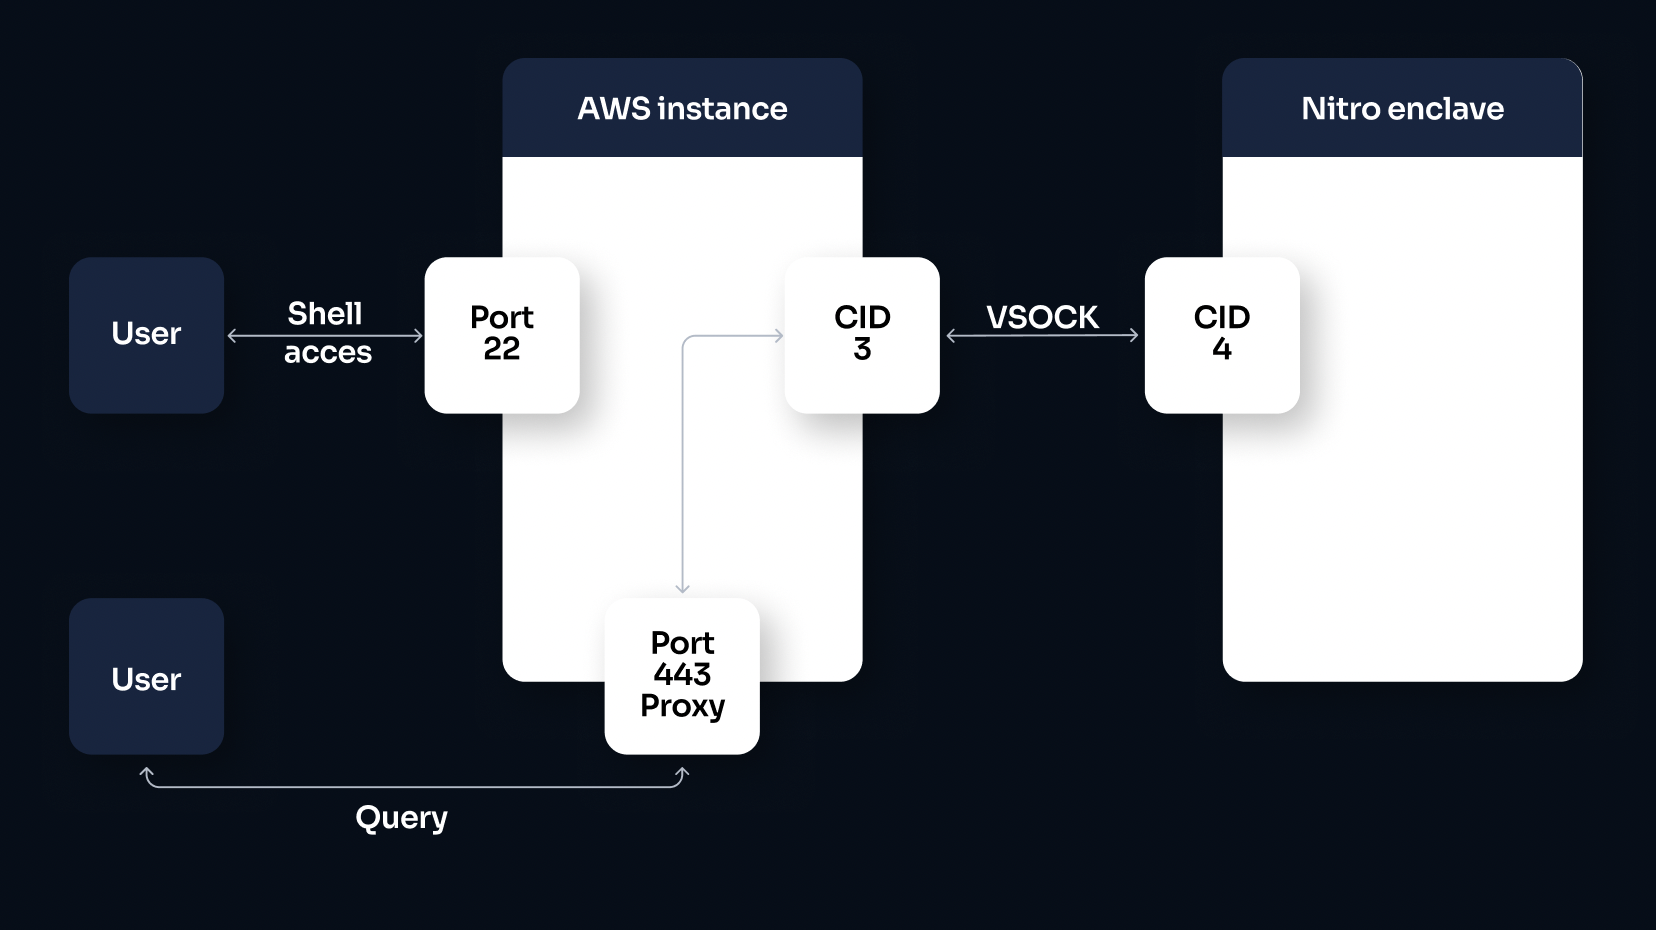 AWS instance
Nitro enclave
User
Shell
acces
Port
22
CID
3
VSOCK
CID
4
User
Port
443
Proxy
Query